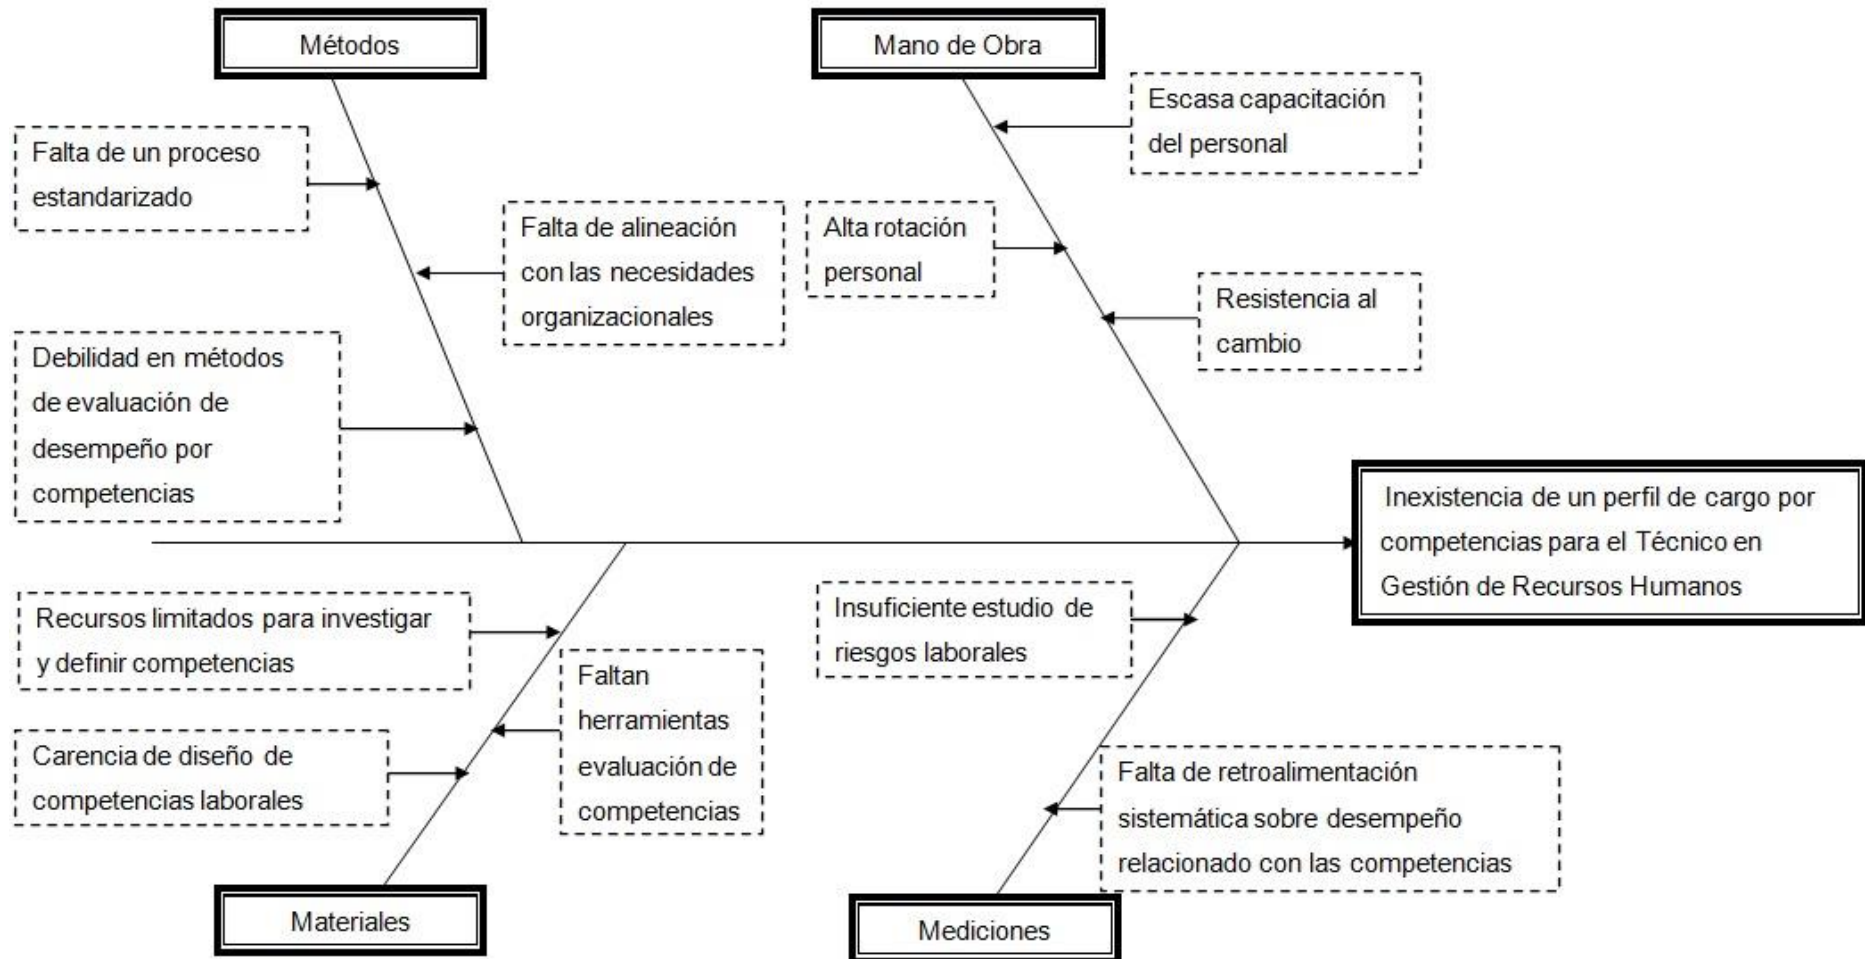 Métodos
Mano de Obra
Escasa capacitación
del personal
Falta de un proceso
estandarizado
Falta de alineación
con las necesidades
organizacionales
Alta rotación
personal
Resistencia al
cambio
Debilidad en métodos
de evaluación de
desempeño por
competencias
Inexistencia de un perfil de cargo por
competencias para el Técnico en
Gestión de Recursos Humanos
Recursos limitados para investigar
y definir competencias
Insuficiente estudio de
riesgos laborales
Faltan
herramientas
evaluación de
competencias
Carencia de diseño de
competencias laborales
Falta de retroalimentación
sistemática sobre desempeño
relacionado con las competencias
Materiales
Mediciones